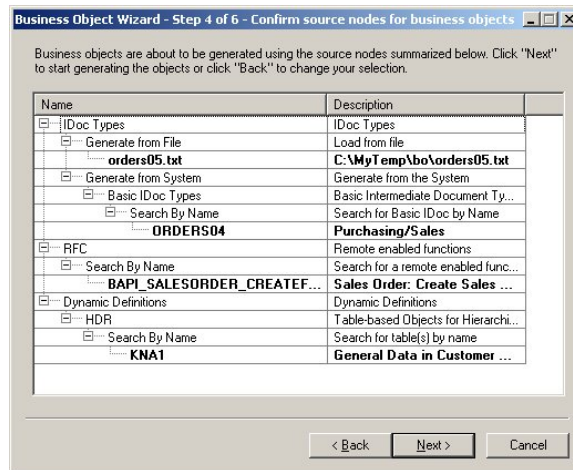 Business Object Wizard - Step 4 of 6 - Confirm source nodes for business objects
Business objects are about to be generated using the source nodes summarized below. Click "Next"
to start generating the objects or click "Back" to change your selection.
Name Description
IDoc Types IDoc Types
Generate from File Load from file
orders05.txt C:\MyTemp\bo\orders05.txt
Generate from System Generate from the System
Basic IDoc Types Basic Intermediate Document Ty...
Search By Name Search for Basic IDoc by Name
ORDERS04 Purchasing/Sales
RFC Remote enabled functions
Search By Name Search for a remote enabled func...
BAPI_SALESORDER_CREATEF... Sales Order: Create Sales ...
Dynamic Definitions Dynamic Definitions
HDR Table-based Objects for Hierarchi...
Search By Name Search for table(s) by name
KNA1 General Data in Customer ...
< Back Next > Cancel